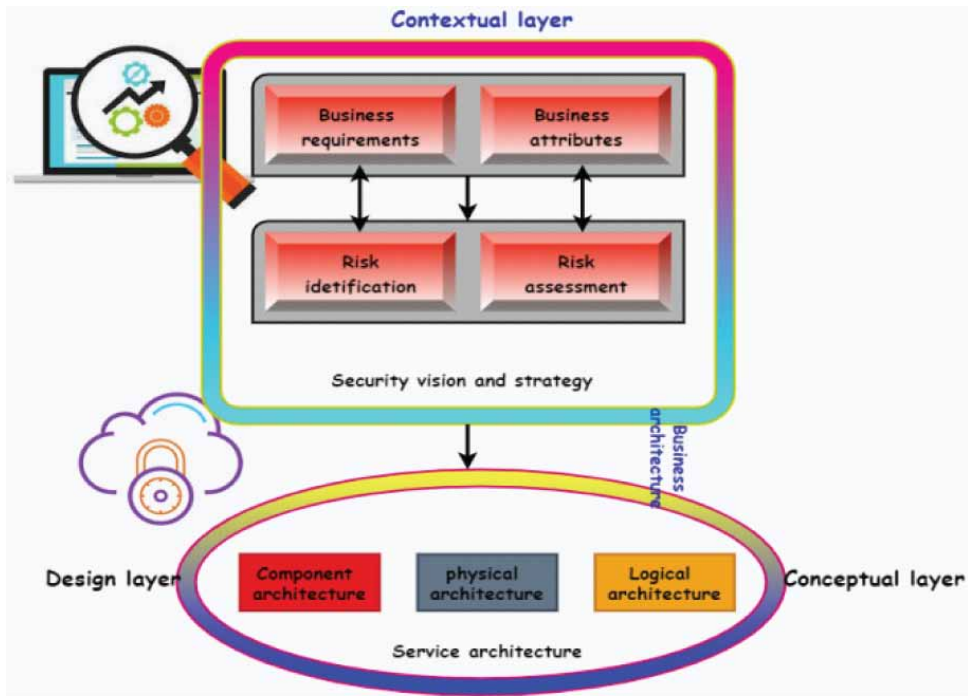 Contextual layer
Business
requirements
Business
attributes
Risk
idetification
Risk
assessment
Security vision and strategy
Business
architecture
Design layer
Component
architecture
physical
architecture
Logical
architecture
Conceptual layer
Service architecture